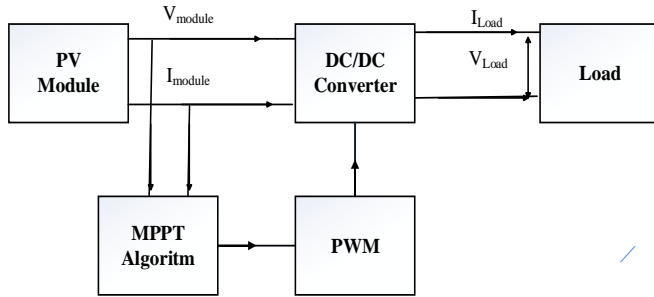 V_module
I_Load
PV
Module
I_module
DC/DC
Converter
V_Load
Load
MPPT
Algoritm
PWM